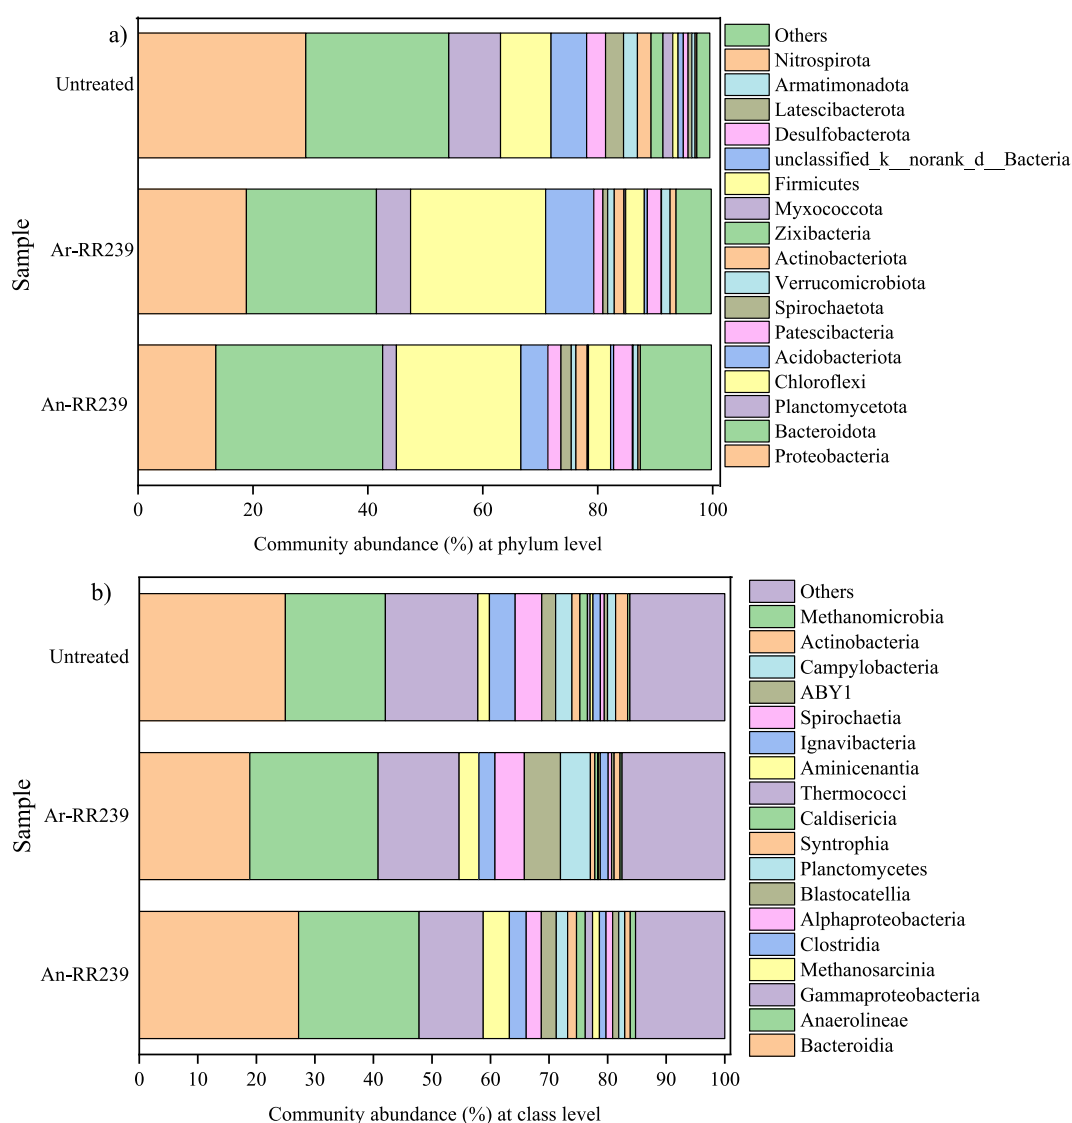 a)
Untreated
Ar-RR239
An-RR239
Sample
0 20 40 60 80 100
Community abundance (%) at phylum level
Others
Nitrospirota
Armatimonadota
Latescibacterota
Desulfobacterota
unclassified_k__norank_d__Bacteria
Firmicutes
Myxococcota
Zixibacteria
Actinobacteriota
Verrucomicrobiota
Spirochaetota
Patescibacteria
Acidobacteriota
Chloroflexi
Planctomycetota
Bacteroidota
Proteobacteria
b)
Untreated
Ar-RR239
An-RR239
Sample
0 10 20 30 40 50 60 70 80 90 100
Community abundance (%) at class level
Others
Methanomicrobia
Actinobacteria
Campylobacteria
ABY1
Spirochaetia
Ignavibacteria
Aminicenantia
Thermococci
Caldisericia
Syntrophia
Planctomycetes
Blastocatellia
Alphaproteobacteria
Clostridia
Methanosarcinia
Gammaproteobacteria
Anaerolineae
Bacteroidia